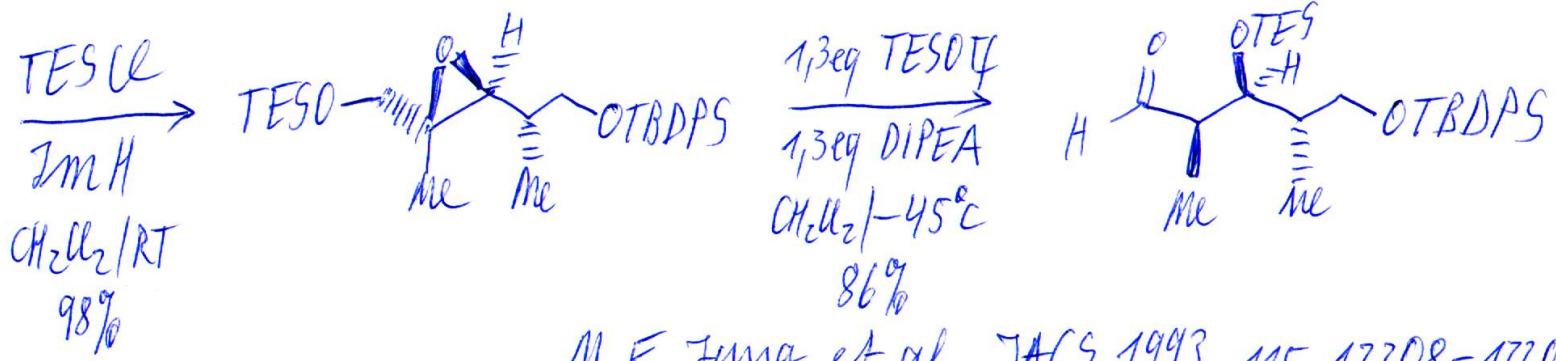 TESCl
ImH
CH2Cl2/RT
98%
TESO
O
H
Me
Me
OTBDPS
1,3eq TESOTf
1,3eq DIPEA
CH2Cl2/-45°C
86%
O
H
OTES
H
Me
Me
OTBDPS
M.E. Jung et al. JACS 1993, 115, 12208-1220